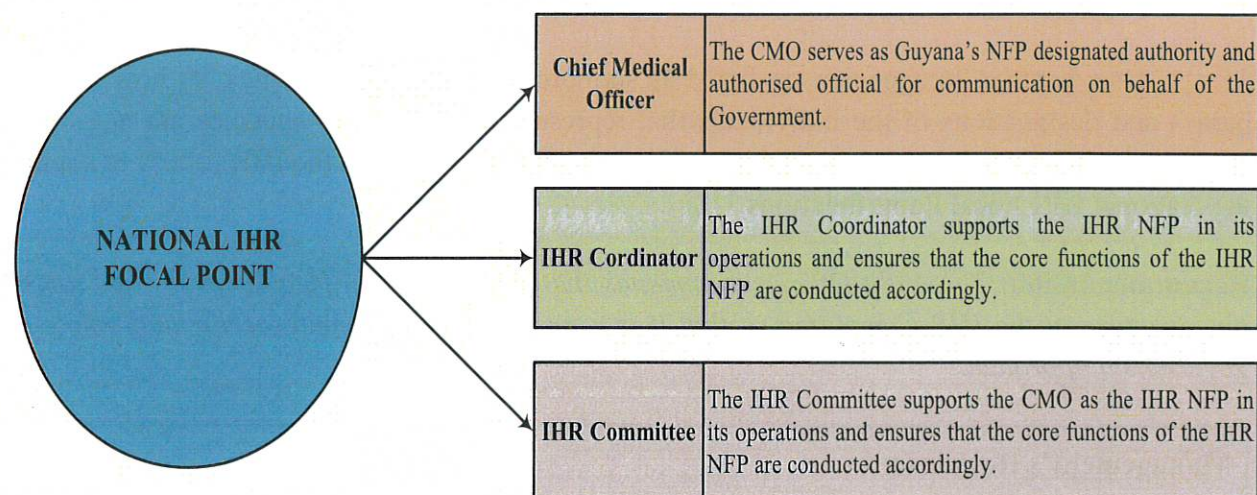 NATIONAL IHR
FOCAL POINT
Chief Medical
Officer
The CMO serves as Guyana's NFP designated authority and
authorised official for communication on behalf of the
Government.
IHR Cordinator
The IHR Coordinator supports the IHR NFP in its
operations and ensures that the core functions of the IHR
NFP are conducted accordingly.
IHR Committee
The IHR Committee supports the CMO as the IHR NFP in
its operations and ensures that the core functions of the IHR
NFP are conducted accordingly.